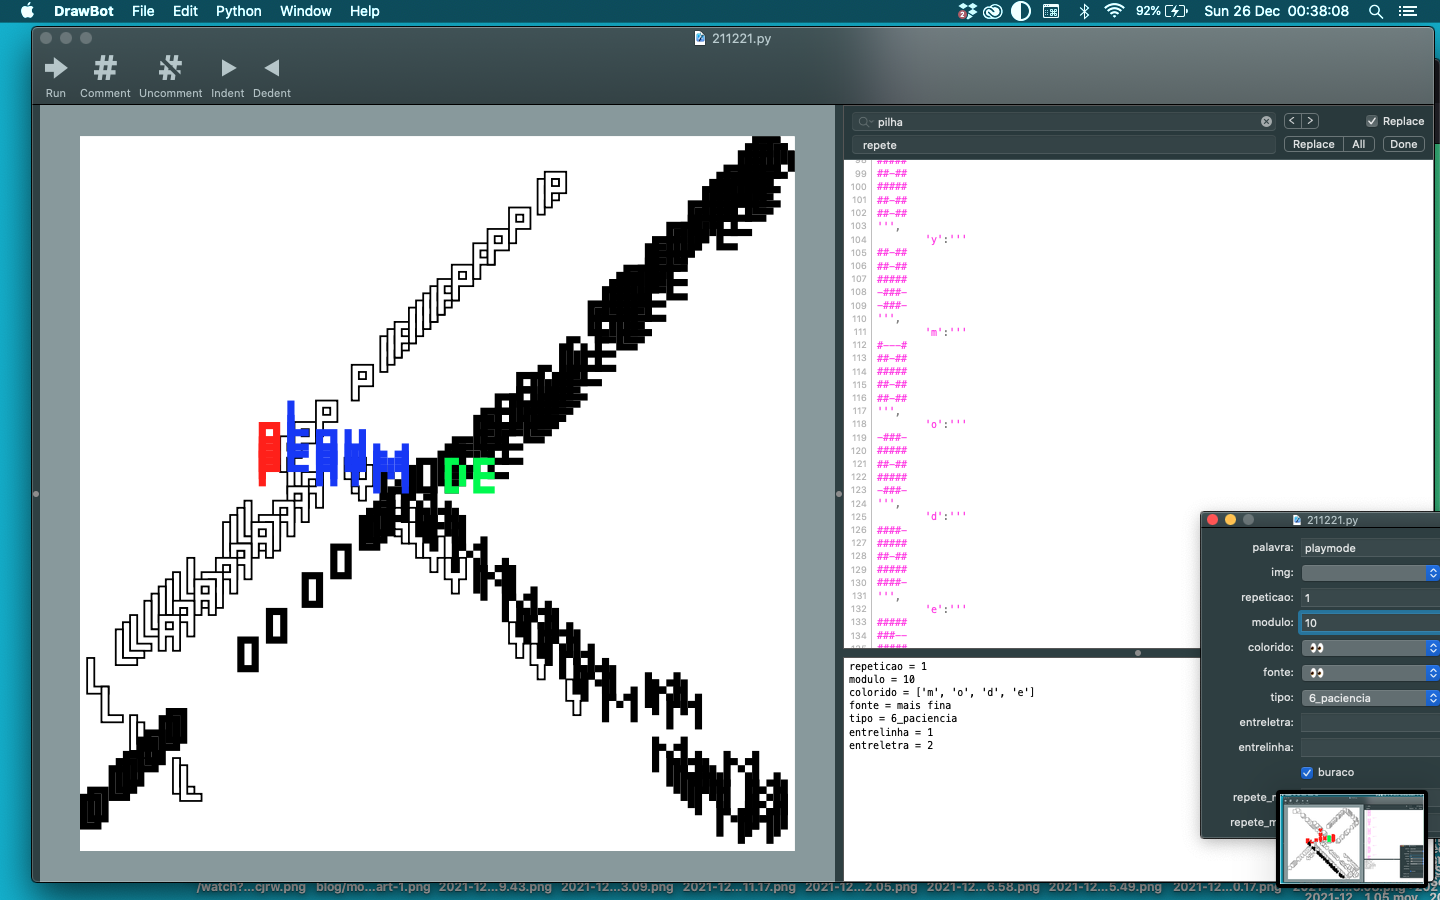 DrawBot File Edit Python Window Help 92% Sun 26 Dec 00:38:08
211221.py
Run Comment Uncomment Indent Dedent
pilha < > Replace
repete Replace All Done
98 #####
99 ##-##
100 #####
101 ##-##
102 ##-##
103 ''',
104 'y':'''
105 ##-##
106 ##-##
107 #####
108 -###-
109 -###-
110 ''',
111 'm':'''
112 #---#
113 ##-##
114 #####
115 ##-##
116 ##-##
117 ''',
118 'o':'''
119 -###-
120 #####
121 ##-##
122 #####
123 -###-
124 ''',
125 'd':'''
126 ####-
127 #####
128 ##-##
129 #####
130 ####-
131 ''',
132 'e':'''
133 #####
134 ###--
PLAYMODE
repeticao = 1
modulo = 10
colorido = ['m', 'o', 'd', 'e']
fonte = mais fina
tipo = 6_paciencia
entrelinha = 1
entreletra = 2
211221.py
palavra: playmode
img:
repeticao: 1
modulo: 10
colorido: 👀
fonte: 👀
tipo: 6_paciencia
entreletra:
entrelinha:
buraco
repete_m
repete_m
/watch?...cjrw.png blog/mo...art-1.png 2021-12...9.43.png 2021-12...3.09.png 2021-12...11.17.png 2021-12...2.05.png 2021-12...6.58.png 2021-12...5.49.png 2021-12...0.17.png
2021-12...1.05.mov